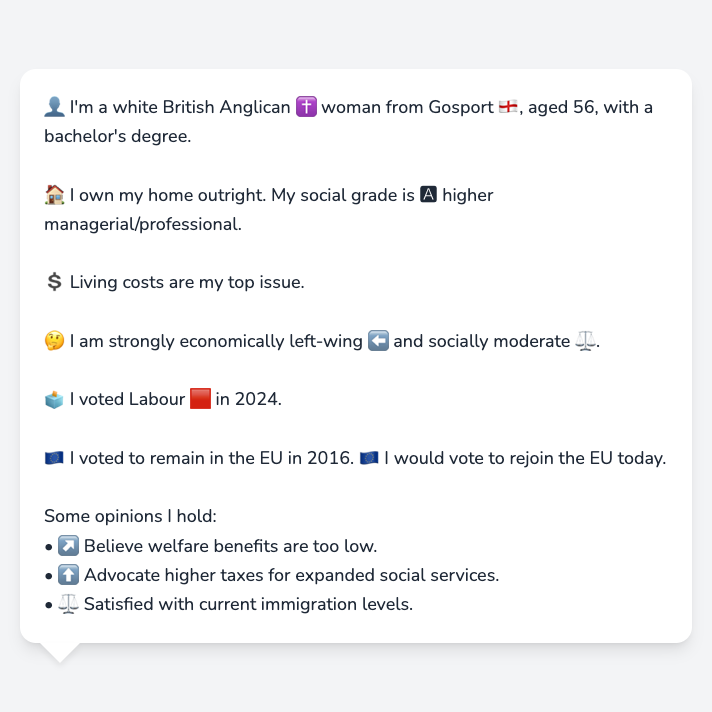 👤 I'm a white British Anglican ✝️ woman from Gosport 🏴󠁧󠁢󠁥󠁮󠁧󠁿, aged 56, with a
bachelor's degree.
🏠 I own my home outright. My social grade is 🅰 higher
managerial/professional.
💲 Living costs are my top issue.
🤔 I am strongly economically left-wing ⬅️ and socially moderate ⚖️.
🗳️ I voted Labour 🟥 in 2024.
🇪🇺 I voted to remain in the EU in 2016. 🇪🇺 I would vote to rejoin the EU today.
Some opinions I hold:
• ↗️ Believe welfare benefits are too low.
• ⬆️ Advocate higher taxes for expanded social services.
• ⚖️ Satisfied with current immigration levels.